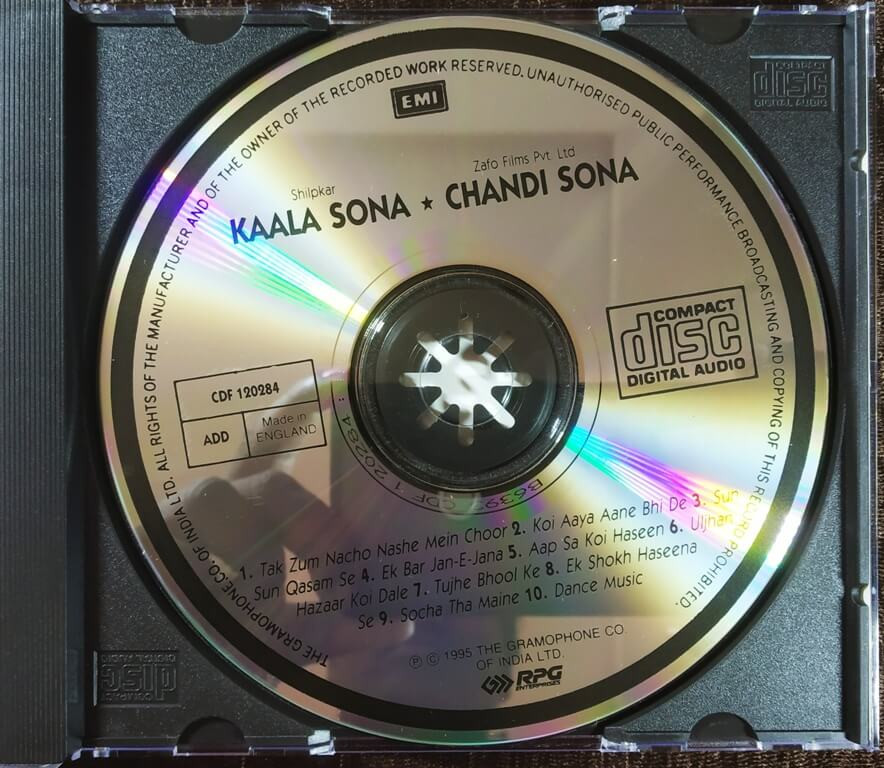 THE GRAMOPHONE.CO.OF INDIA LTD. ALL RIGHTS OF THE MANUFACTURER AND OF THE OWNER OF THE RECORDED WORK RESERVED. UNAUTHORISED PUBLIC PERFORMANCE BROADCASTING AND COPYING OF THIS RECORD PROHIBITED.
EMI
Shilpkar Zafo Films Pvt. Ltd
KAALA SONA ★ CHANDI SONA
COMPACT
disc
DIGITAL AUDIO
CDF 120284
ADD
Made in
ENGLAND
CDF 120284 :
1. Tak Zum Nacho Nashe Mein Choor 2. Koi Aaya Aane Bhi De 3. Sun
Sun Qasam Se 4. Ek Bar Jan-E-Jana 5. Aap Sa Koi Haseen 6. Uljhan
Hazaar Koi Dale 7. Tujhe Bhool Ke 8. Ek Shokh Haseena
Se 9. Socha Tha Maine 10. Dance Music
Ⓟ © 1995 THE GRAMOPHONE CO.
OF INDIA LTD.
RPG
ENTERPRISES
COMPACT
disc
DIGITAL AUDIO
COMPACT
disc
DIGITAL AUDIO